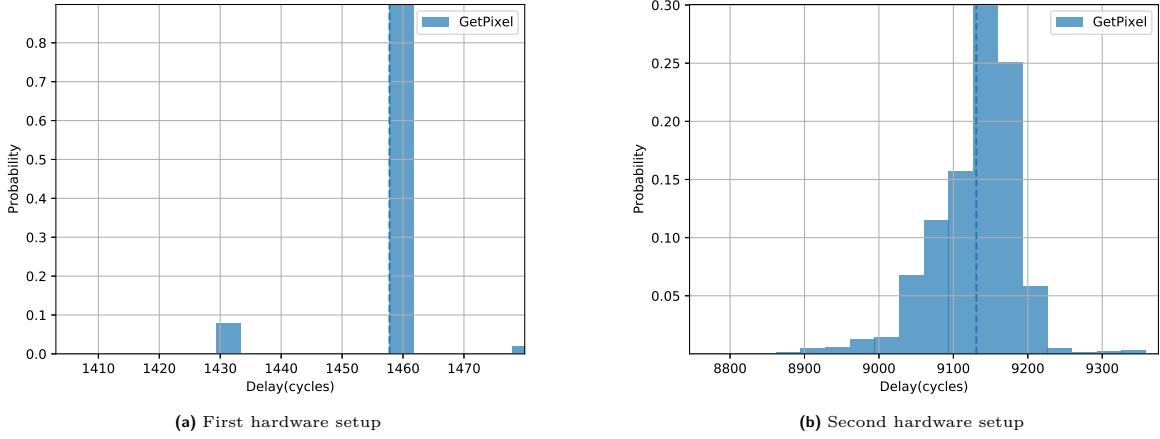 GetPixel
0.8
0.7
0.6
0.5
0.4
0.3
0.2
0.1
0.0
Probability
1410 1420 1430 1440 1450 1460 1470
Delay(cycles)
(a) First hardware setup
GetPixel
0.30
0.25
0.20
0.15
0.10
0.05
Probability
8800 8900 9000 9100 9200 9300
Delay(cycles)
(b) Second hardware setup